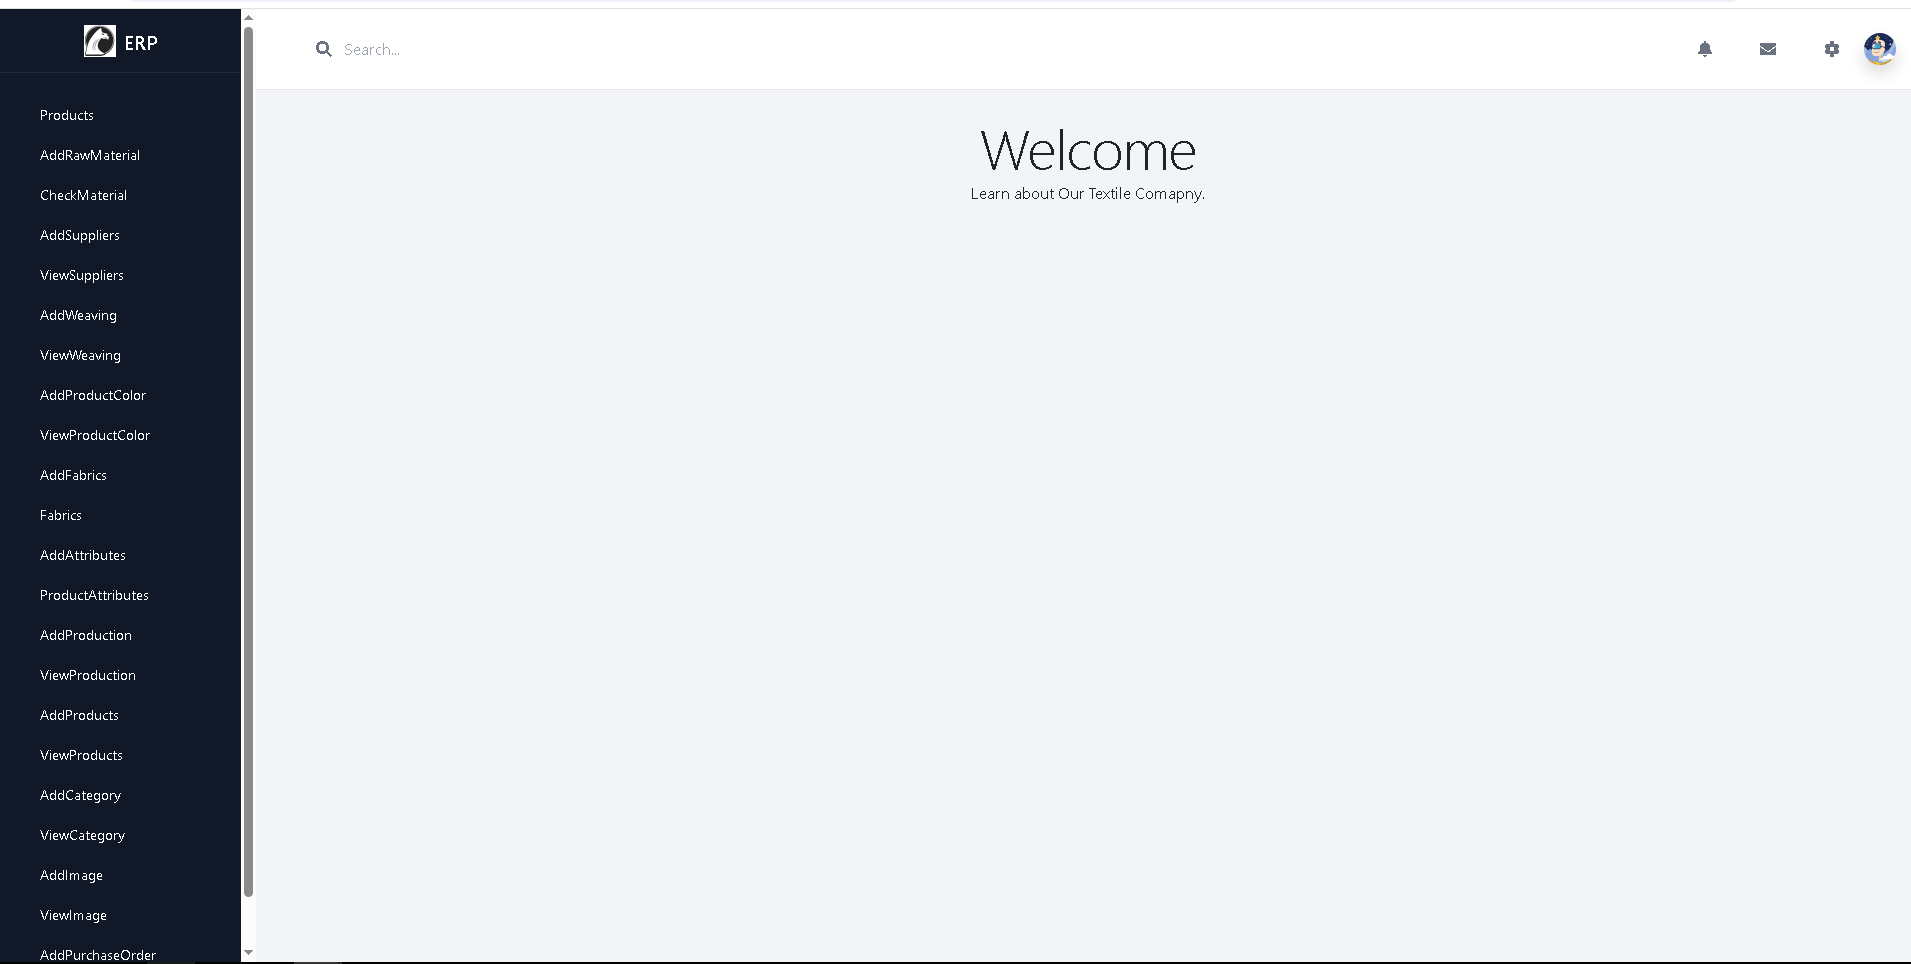 ERP
Search...
Products
AddRawMaterial
CheckMaterial
AddSuppliers
ViewSuppliers
AddWeaving
ViewWeaving
AddProductColor
ViewProductColor
AddFabrics
Fabrics
AddAttributes
ProductAttributes
AddProduction
ViewProduction
AddProducts
ViewProducts
AddCategory
ViewCategory
AddImage
ViewImage
AddPurchaseOrder
Welcome
Learn about Our Textile Comapny.